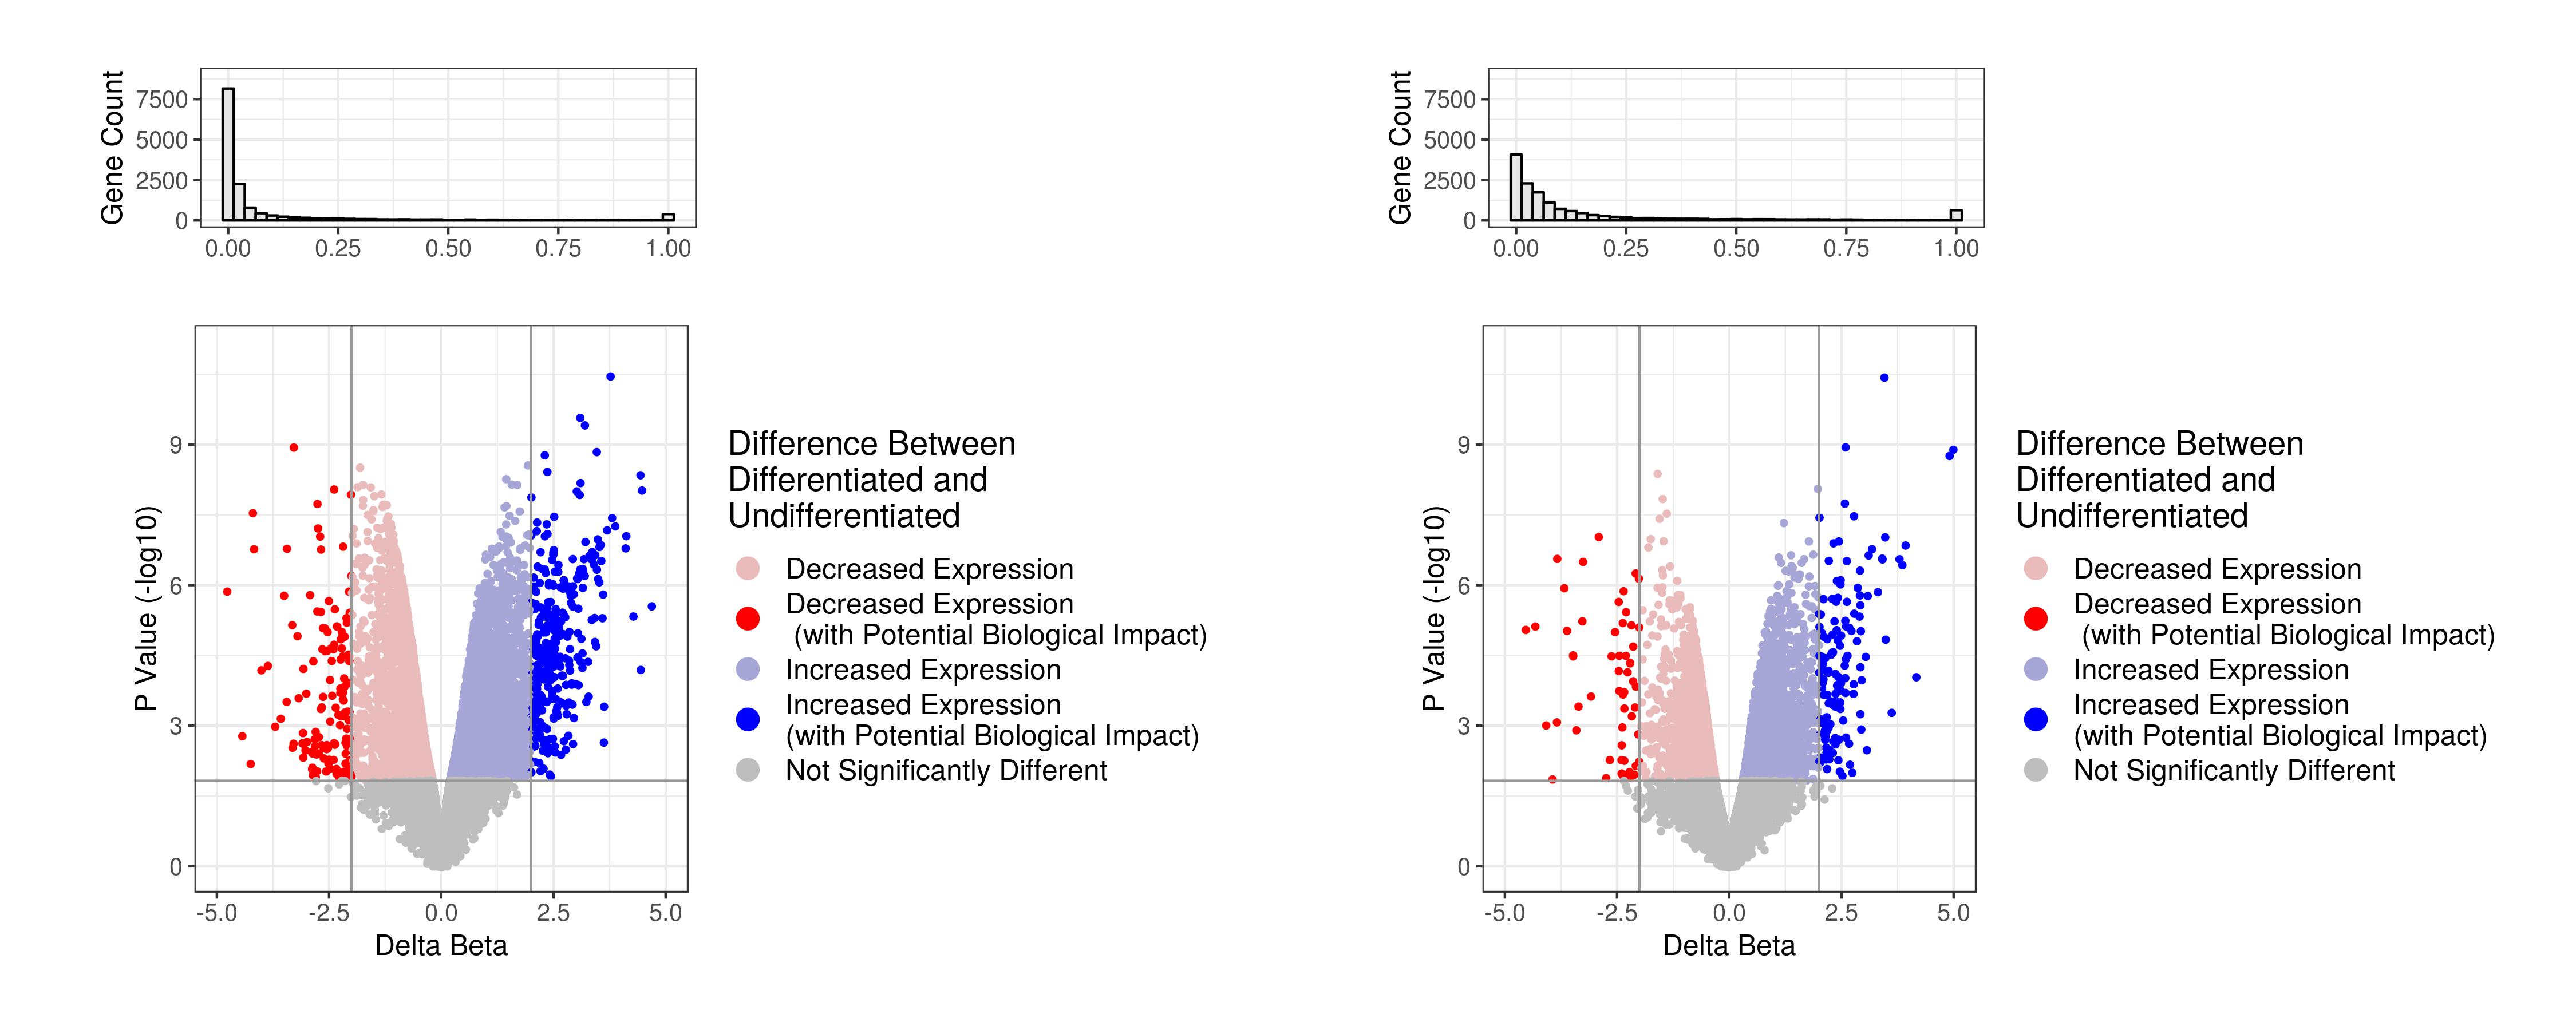 Gene Count
7500
5000
2500
0
0.00 0.25 0.50 0.75 1.00
P Value (-log10)
9
6
3
0
-5.0 -2.5 0.0 2.5 5.0
Delta Beta
Difference Between
Differentiated and
Undifferentiated
Decreased Expression
Decreased Expression
(with Potential Biological Impact)
Increased Expression
Increased Expression
(with Potential Biological Impact)
Not Significantly Different
Gene Count
7500
5000
2500
0
0.00 0.25 0.50 0.75 1.00
P Value (-log10)
9
6
3
0
-5.0 -2.5 0.0 2.5 5.0
Delta Beta
Difference Between
Differentiated and
Undifferentiated
Decreased Expression
Decreased Expression
(with Potential Biological Impact)
Increased Expression
Increased Expression
(with Potential Biological Impact)
Not Significantly Different